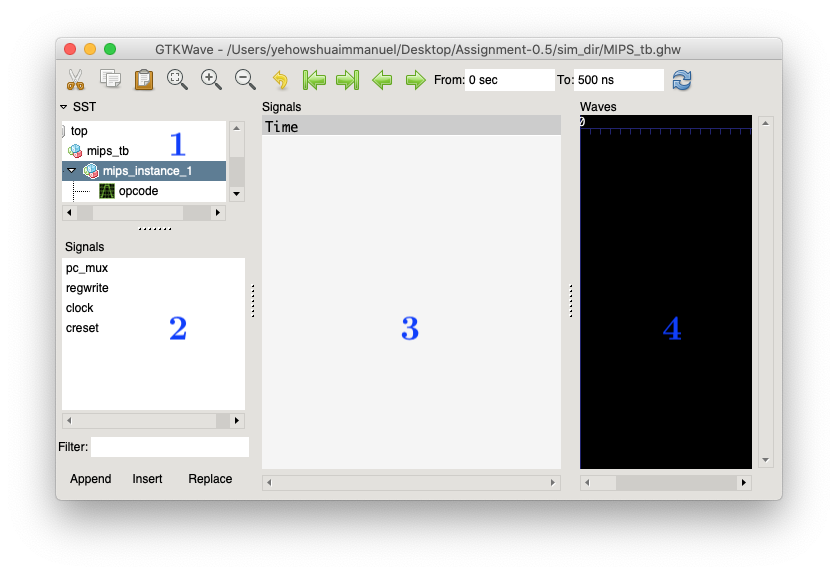 GTKWave - /Users/yehowshuaimmanuel/Desktop/Assignment-0.5/sim_dir/MIPS_tb.ghw
From: 0 sec To: 500 ns
SST
Signals
Waves
top
mips_tb
1
mips_instance_1
opcode
Time
0
Signals
pc_mux
regwrite
clock
creset
2
3
4
Filter:
Append Insert Replace